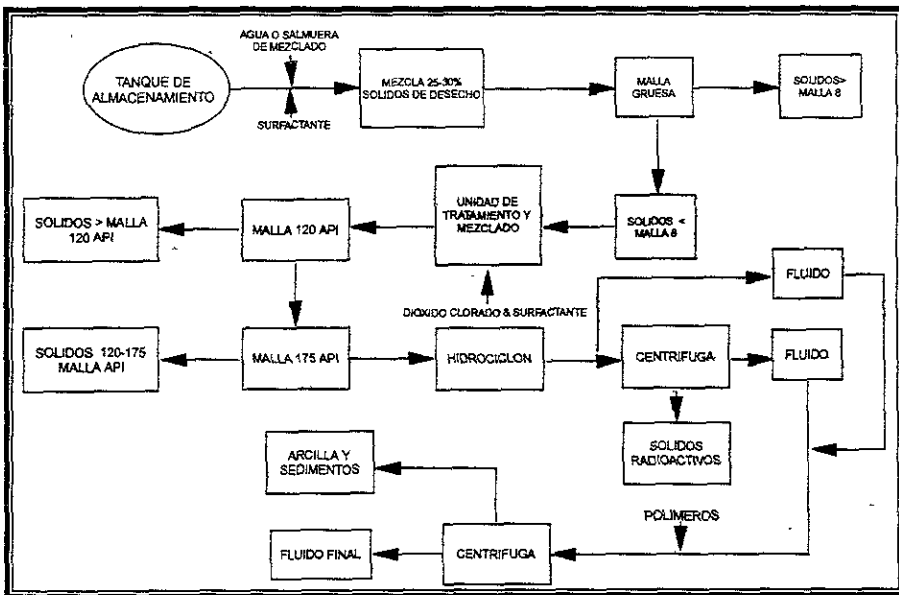 AGUA O SALMUERA
DE MEZCLADO
TANQUE DE
ALMACENAMIENTO
SURFACTANTE
MEZCLA 25-30%
SOLIDOS DE DESECHO
MALLA
GRUESA
SOLIDOS>
MALLA 8
SOLIDOS > MALLA
120 API
MALLA 120 API
UNIDAD DE
TRATAMIENTO Y
MEZCLADO
SOLIDOS <
MALLA 8
DIOXIDO CLORADO & SURFACTANTE
FLUIDO
SOLIDOS 120-175
MALLA API
MALLA 175 API
HIDROCICLON
CENTRIFUGA
FLUIDO
SOLIDOS
RADIOACTIVOS
ARCILLA Y
SEDIMENTOS
POLIMEROS
FLUIDO FINAL
CENTRIFUGA